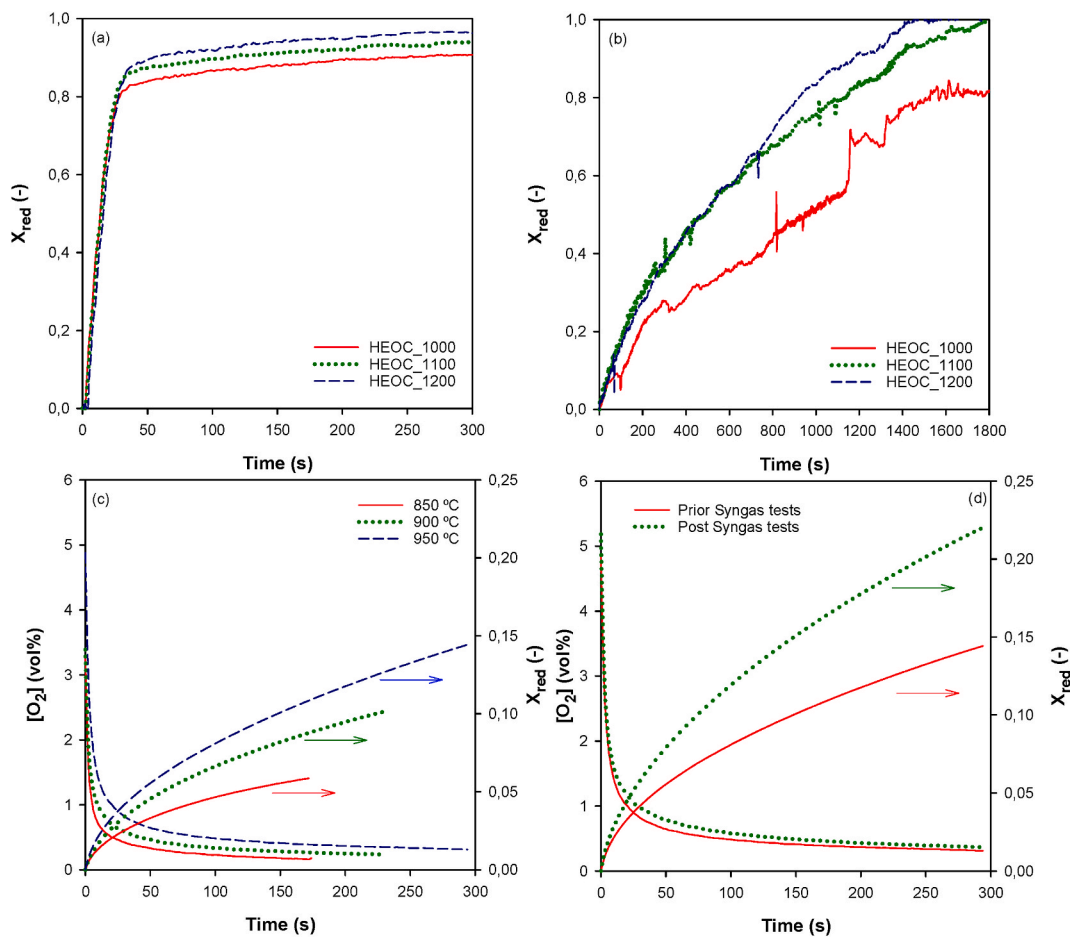 (a)
1,0
0,8
0,6
0,4
0,2
0,0
X_red (-)
0 50 100 150 200 250 300
Time (s)
HEOC_1000
HEOC_1100
HEOC_1200
(b)
1,0
0,8
0,6
0,4
0,2
0,0
X_red (-)
0 200 400 600 800 1000 1200 1400 1600 1800
Time (s)
HEOC_1000
HEOC_1100
HEOC_1200
(c)
6
5
4
3
2
1
0
[O₂] (vol%)
850 ºC
900 ºC
950 ºC
0,25
0,20
0,15
0,10
0,05
0,00
X_red (-)
0 50 100 150 200 250 300
Time (s)
(d)
6
5
4
3
2
1
0
[O₂] (vol%)
Prior Syngas tests
Post Syngas tests
0,25
0,20
0,15
0,10
0,05
0,00
X_red (-)
0 50 100 150 200 250 300
Time (s)